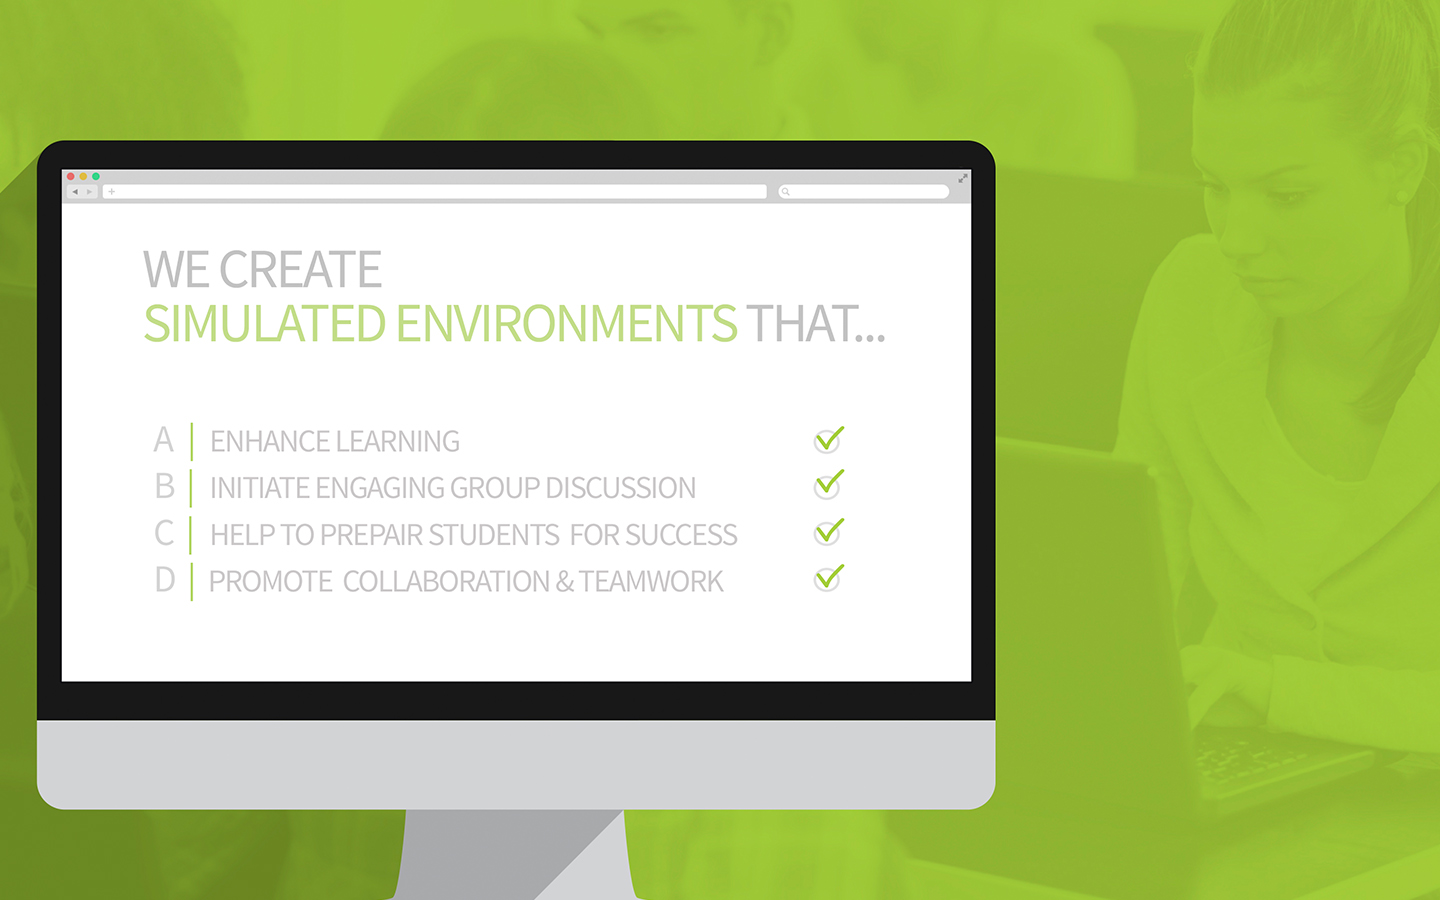 WE CREATE
SIMULATED ENVIRONMENTS THAT...
A ENHANCE LEARNING
B INITIATE ENGAGING GROUP DISCUSSION
C HELP TO PREPAIR STUDENTS FOR SUCCESS
D PROMOTE COLLABORATION & TEAMWORK